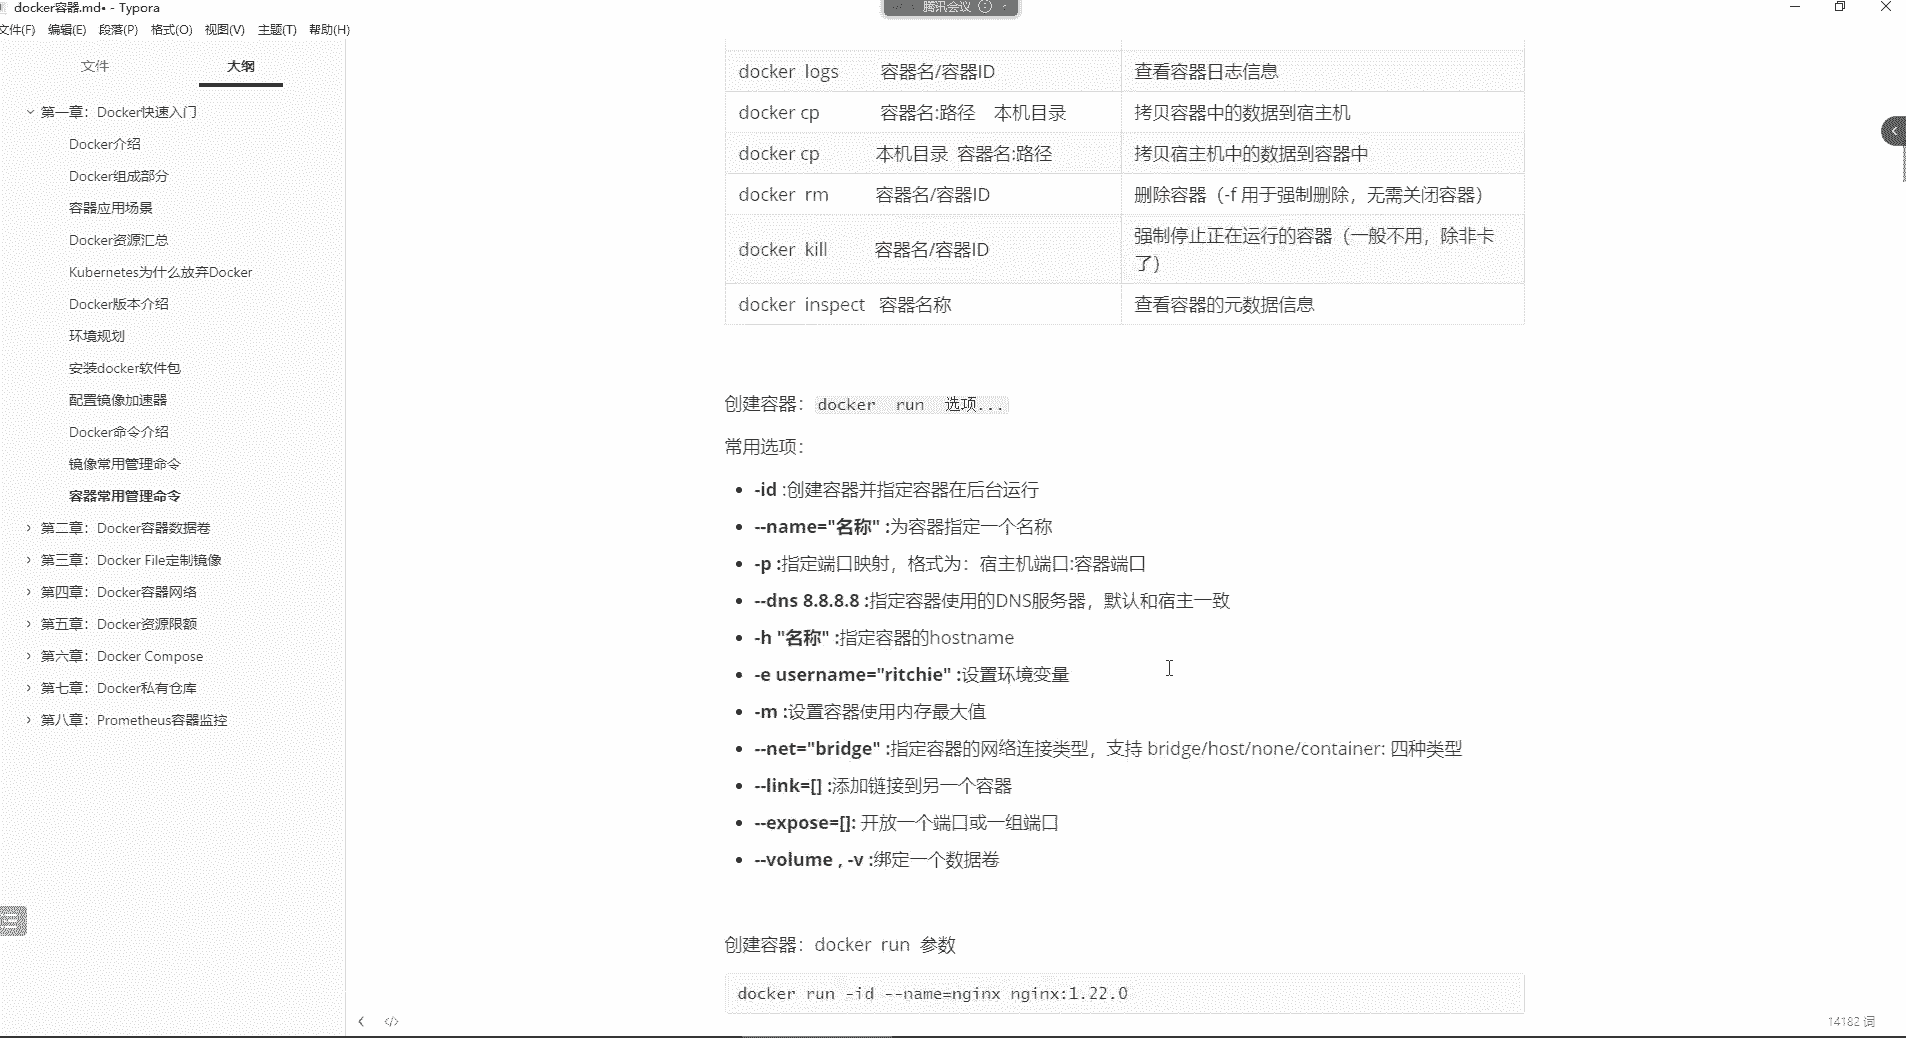 docker容器.md• - Typora
腾讯会议
文件(F) 编辑(E) 段落(P) 格式(O) 视图(V) 主题(T) 帮助(H)
文件 大纲
第一章：Docker快速入门
Docker介绍
Docker组成部分
容器应用场景
Docker资源汇总
Kubernetes为什么放弃Docker
Docker版本介绍
环境规划
安装docker软件包
配置镜像加速器
Docker命令介绍
镜像常用管理命令
容器常用管理命令
第二章：Docker容器数据卷
第三章：Docker File定制镜像
第四章：Docker容器网络
第五章：Docker资源限额
第六章：Docker Compose
第七章：Docker私有仓库
第八章：Prometheus容器监控
docker logs 容器名/容器ID 查看容器日志信息
docker cp 容器名:路径 本机目录 拷贝容器中的数据到宿主机
docker cp 本机目录 容器名:路径 拷贝宿主机中的数据到容器中
docker rm 容器名/容器ID 删除容器（-f 用于强制删除，无需关闭容器）
docker kill 容器名/容器ID 强制停止正在运行的容器（一般不用，除非卡
了）
docker inspect 容器名称 查看容器的元数据信息
创建容器：docker run 选项...
常用选项：
-id :创建容器并指定容器在后台运行
--name="名称" :为容器指定一个名称
-p :指定端口映射，格式为：宿主机端口:容器端口
--dns 8.8.8.8 :指定容器使用的DNS服务器，默认和宿主一致
-h "名称" :指定容器的hostname
-e username="ritchie" :设置环境变量
-m :设置容器使用内存最大值
--net="bridge" :指定容器的网络连接类型，支持 bridge/host/none/container: 四种类型
--link=[] :添加链接到另一个容器
--expose=[]: 开放一个端口或一组端口
--volume , -v :绑定一个数据卷
创建容器：docker run 参数
docker run -id --name=nginx nginx:1.22.0
14182 词